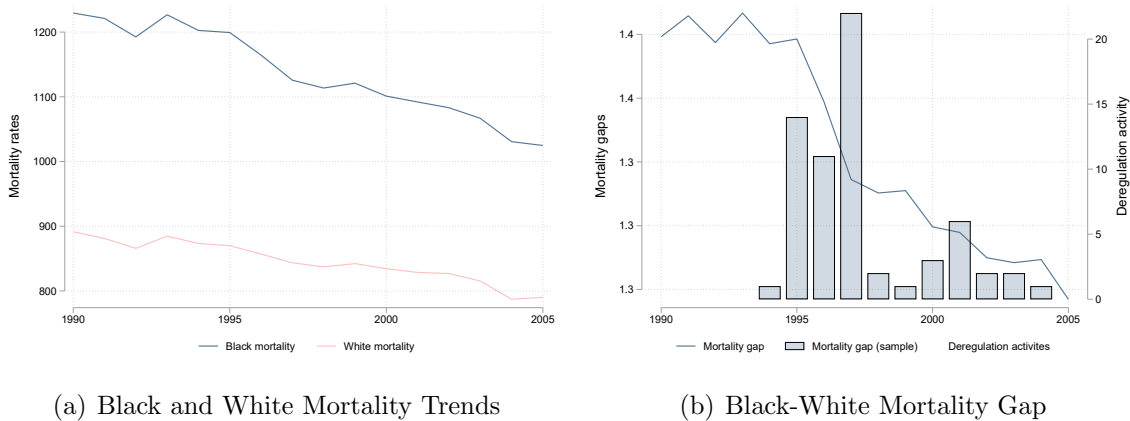 Mortality rates
1200
1100
1000
900
800
1990
1995
2000
2005
Black mortality
White mortality
(a) Black and White Mortality Trends
Mortality gaps
1.4
1.4
1.3
1.3
1.3
Deregulation activity
20
15
10
5
0
1990
1995
2000
2005
Mortality gap
Mortality gap (sample)
Deregulation activites
(b) Black-White Mortality Gap